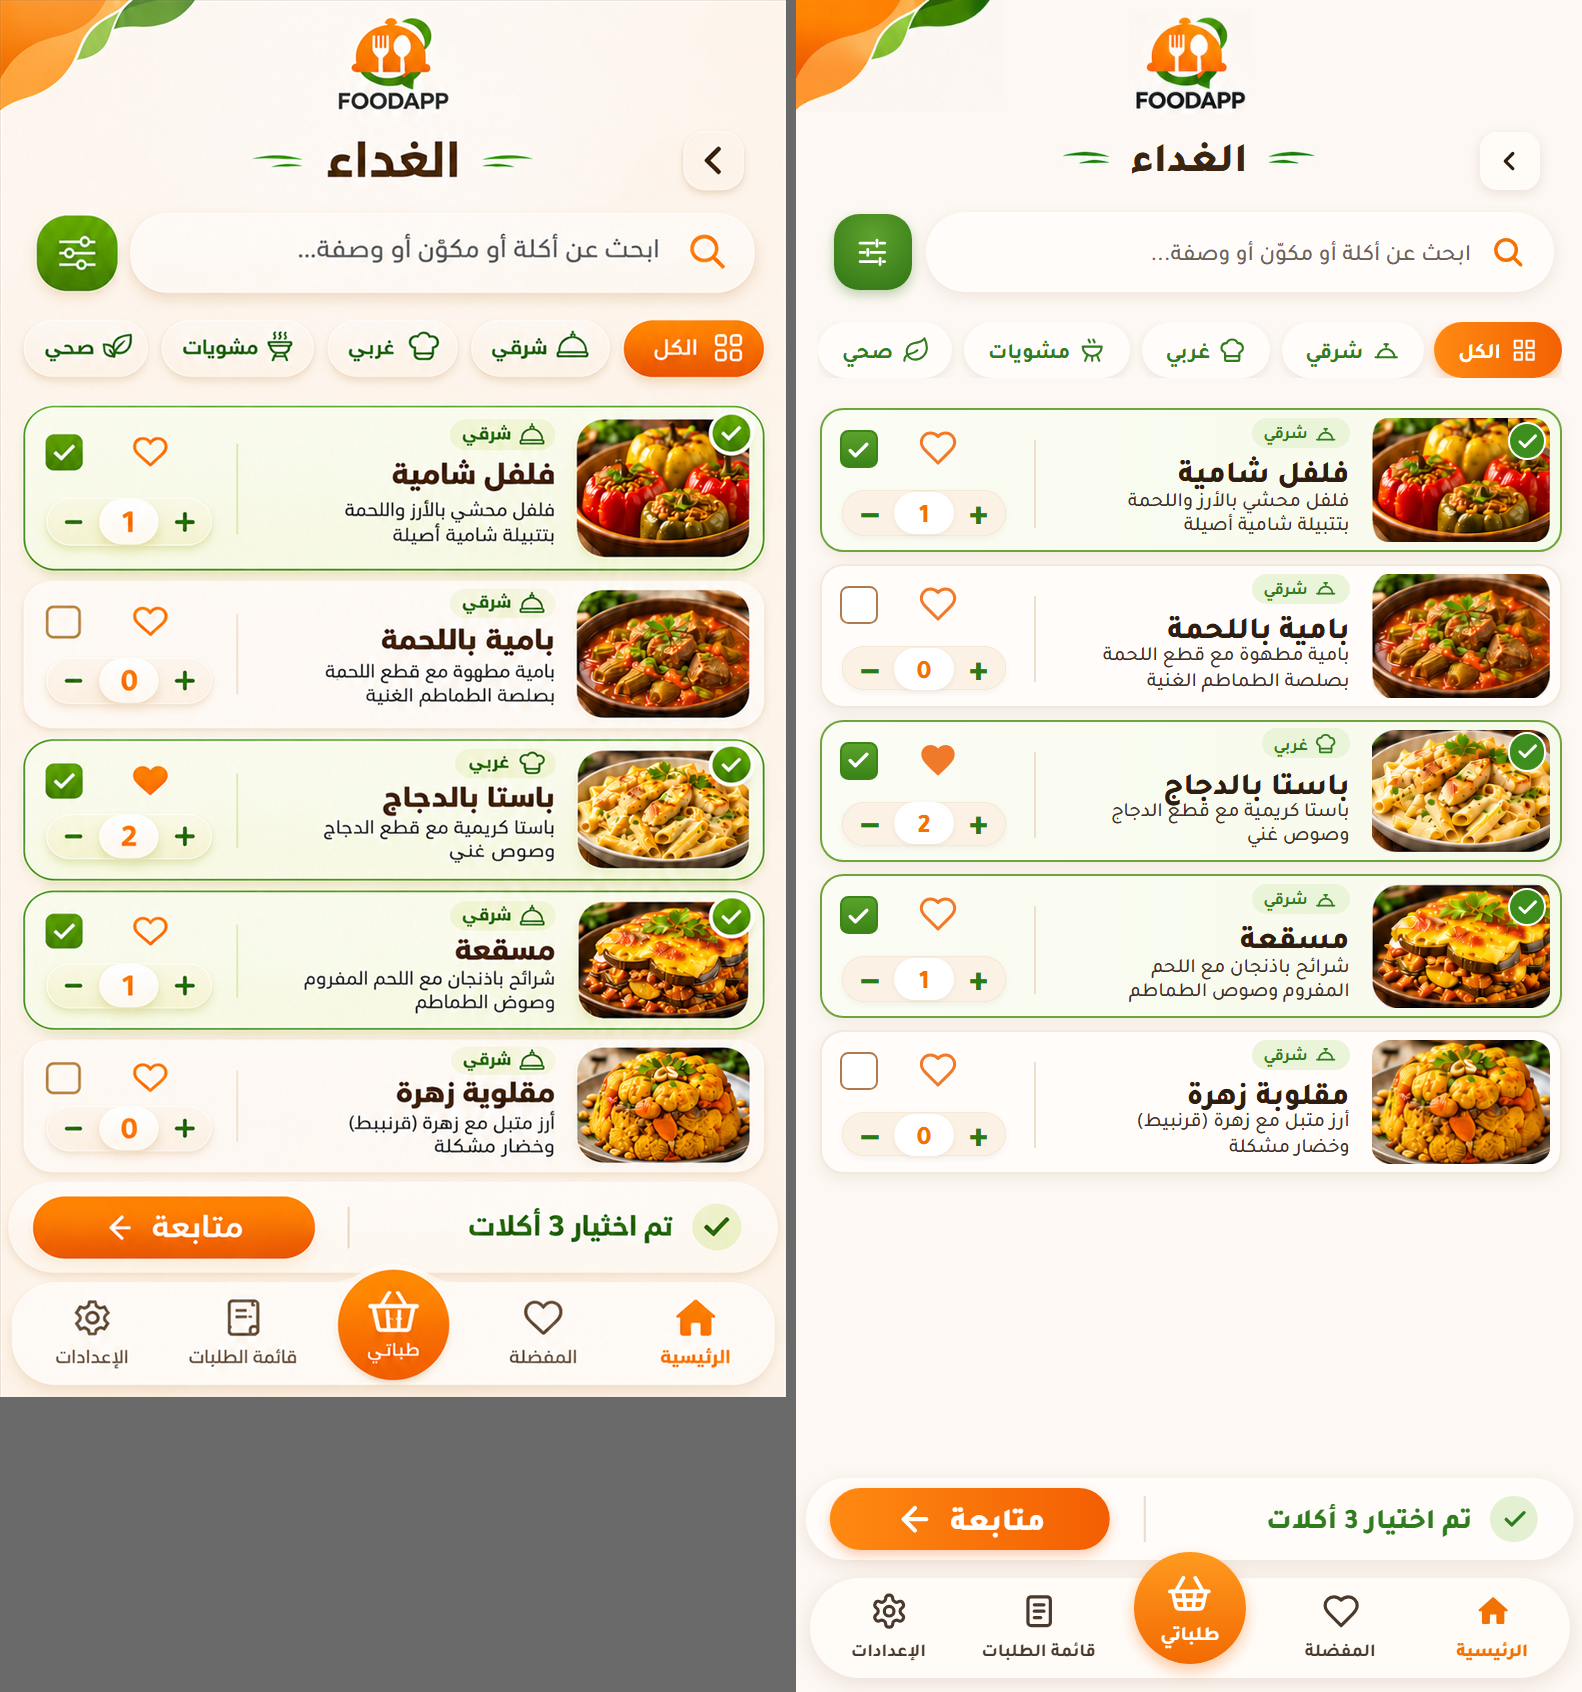 FOODAPP
الغداء
ابحث عن أكلة أو مكوّن أو وصفة...
الكل
شرقي
غربي
مشويات
صحي
شرقي
فلفل شامية
فلفل محشي بالأرز واللحمة
بتتبيلة شامية أصيلة
+ 1 −
شرقي
بامية باللحمة
بامية مطهوة مع قطع اللحمة
بصلصة الطماطم الغنية
+ 0 −
غربي
باستا بالدجاج
باستا كريمية مع قطع الدجاج
وصوص غني
+ 2 −
شرقي
مسقعة
شرائح باذنجان مع اللحم المفروم
وصوض الطماطم
+ 1 −
شرقي
مقلوية زهرة
أرز متبل مع زهرة (قرنبيط)
وخضار مشكلة
+ 0 −
تم اختيار 3 أكلات
متابعة
الرئيسية
المفضلة
طباتي
قائمة الطلبات
الإعدادات
FOODAPP
الغداء
ابحث عن أكلة أو مكوّن أو وصفة...
الكل
شرقي
غربي
مشويات
صحي
شرقي
فلفل شامية
فلفل محشي بالأرز واللحمة
بتتبيلة شامية أصيلة
+ 1 −
شرقي
بامية باللحمة
بامية مطهوة مع قطع اللحمة
بصلصة الطماطم الغنية
+ 0 −
غربي
باستا بالدجاج
باستا كريمية مع قطع الدجاج
وصوص غني
+ 2 −
شرقي
مسقعة
شرائح باذنجان مع اللحم
المفروم وصوص الطماطم
+ 1 −
شرقي
مقلوبة زهرة
أرز متبل مع زهرة (قرنبيط)
وخضار مشكلة
+ 0 −
تم اختيار 3 أكلات
متابعة
الرئيسية
المفضلة
طلباتي
قائمة الطلبات
الإعدادات